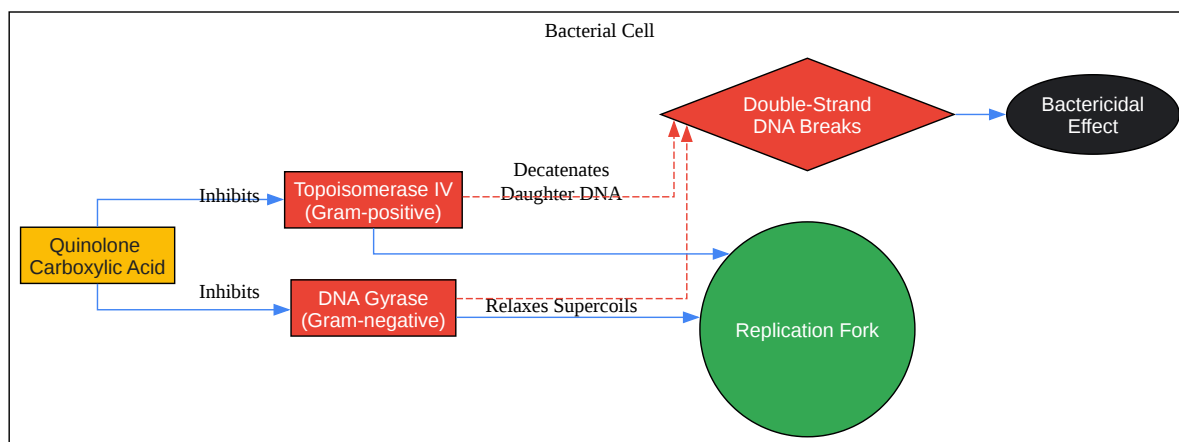 Bacterial Cell
Double-Strand
DNA Breaks
Bactericidal
Effect
Decatenates
Daughter DNA
Inhibits
Topoisomerase IV
(Gram-positive)
Quinolone
Carboxylic Acid
Inhibits
DNA Gyrase
(Gram-negative)
Relaxes Supercoils
Replication Fork